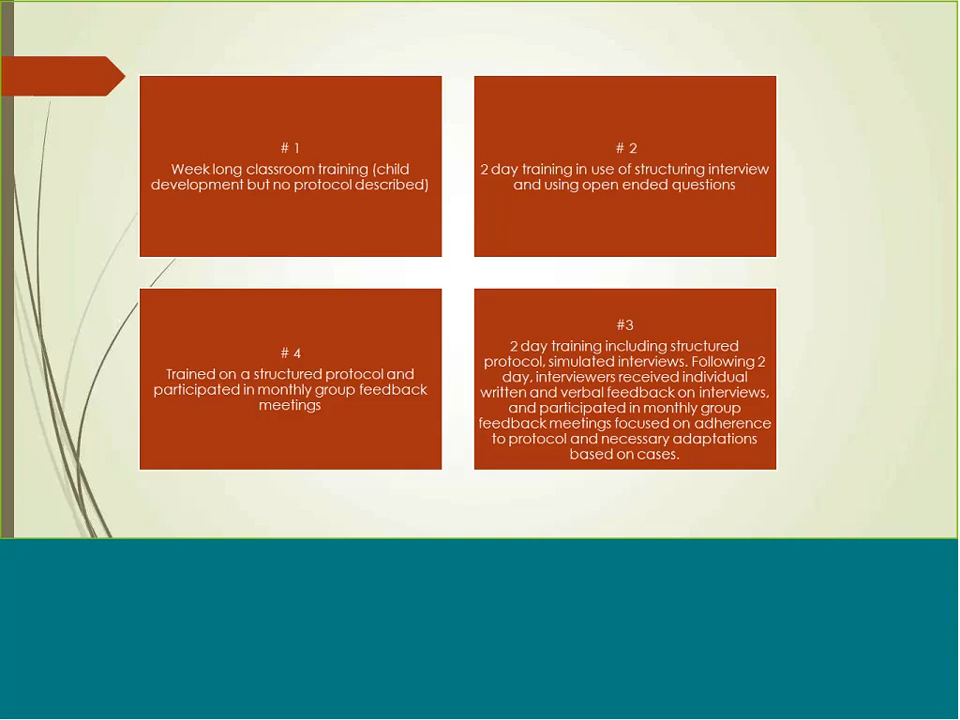 # 1
Week long classroom training (child
development but no protocol described)
# 2
2 day training in use of structuring interview
and using open ended questions
# 4
Trained on a structured protocol and
participated in monthly group feedback
meetings
#3
2 day training including structured
protocol, simulated interviews. Following 2
day, interviewers received individual
written and verbal feedback on interviews,
and participated in monthly group
feedback meetings focused on adherence
to protocol and necessary adaptations
based on cases.